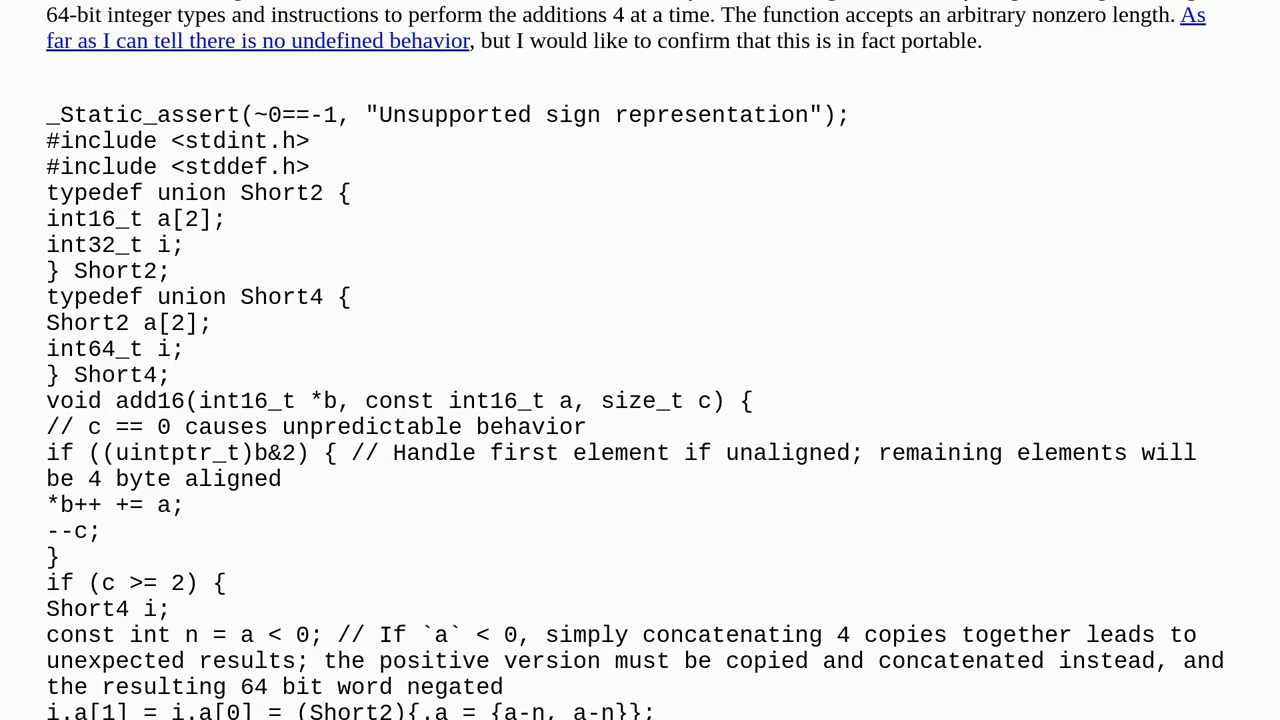 64-bit integer types and instructions to perform the additions 4 at a time. The function accepts an arbitrary nonzero length. As
far as I can tell there is no undefined behavior, but I would like to confirm that this is in fact portable.
_Static_assert(~0==-1, "Unsupported sign representation");
#include <stdint.h>
#include <stddef.h>
typedef union Short2 {
int16_t a[2];
int32_t i;
} Short2;
typedef union Short4 {
Short2 a[2];
int64_t i;
} Short4;
void add16(int16_t *b, const int16_t a, size_t c) {
// c == 0 causes unpredictable behavior
if ((uintptr_t)b&2) { // Handle first element if unaligned; remaining elements will
be 4 byte aligned
*b++ += a;
--c;
}
if (c >= 2) {
Short4 i;
const int n = a < 0; // If `a` < 0, simply concatenating 4 copies together leads to
unexpected results; the positive version must be copied and concatenated instead, and
the resulting 64 bit word negated
i.a[1] = i.a[0] = (Short2){.a = {a-n, a-n}};